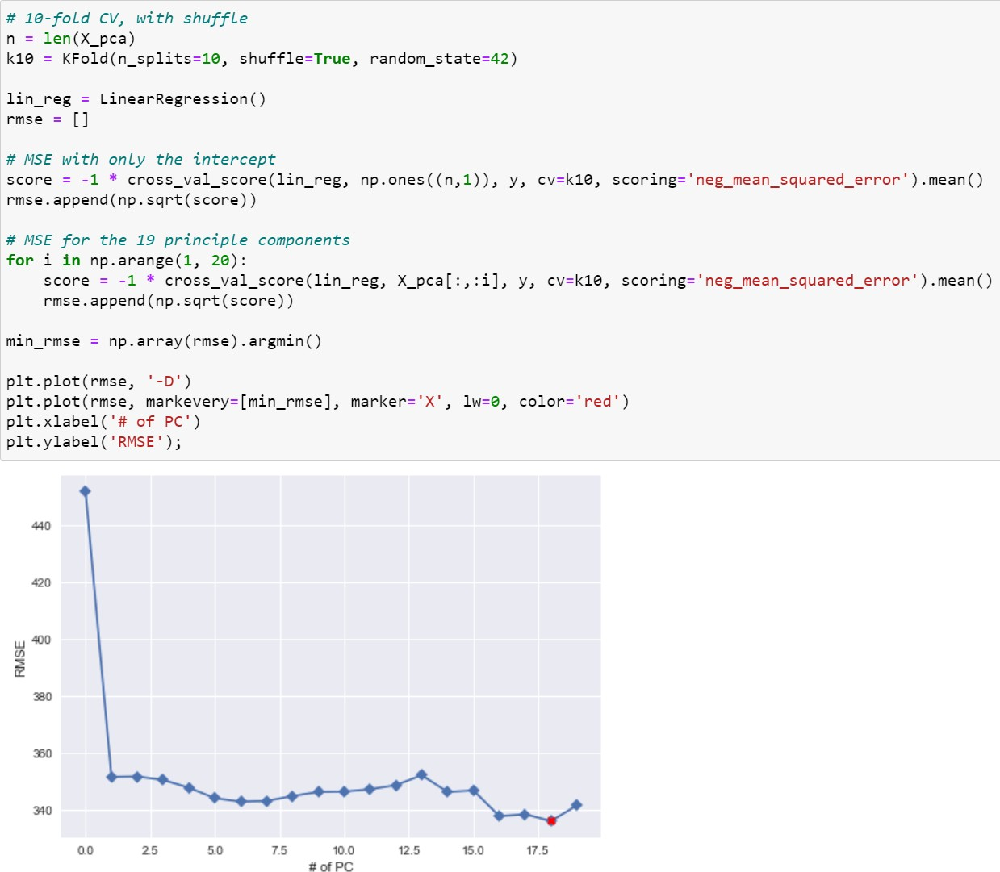 # 10-fold CV, with shuffle
n = len(X_pca)
k10 = KFold(n_splits=10, shuffle=True, random_state=42)
lin_reg = LinearRegression()
rmse = []
# MSE with only the intercept
score = -1 * cross_val_score(lin_reg, np.ones((n,1)), y, cv=k10, scoring='neg_mean_squared_error').mean()
rmse.append(np.sqrt(score))
# MSE for the 19 principle components
for i in np.arange(1, 20):
    score = -1 * cross_val_score(lin_reg, X_pca[:,:i], y, cv=k10, scoring='neg_mean_squared_error').mean()
    rmse.append(np.sqrt(score))
min_rmse = np.array(rmse).argmin()
plt.plot(rmse, '-D')
plt.plot(rmse, markevery=[min_rmse], marker='X', lw=0, color='red')
plt.xlabel('# of PC')
plt.ylabel('RMSE');
440
420
400
380
360
340
RMSE
0.0 2.5 5.0 7.5 10.0 12.5 15.0 17.5
# of PC